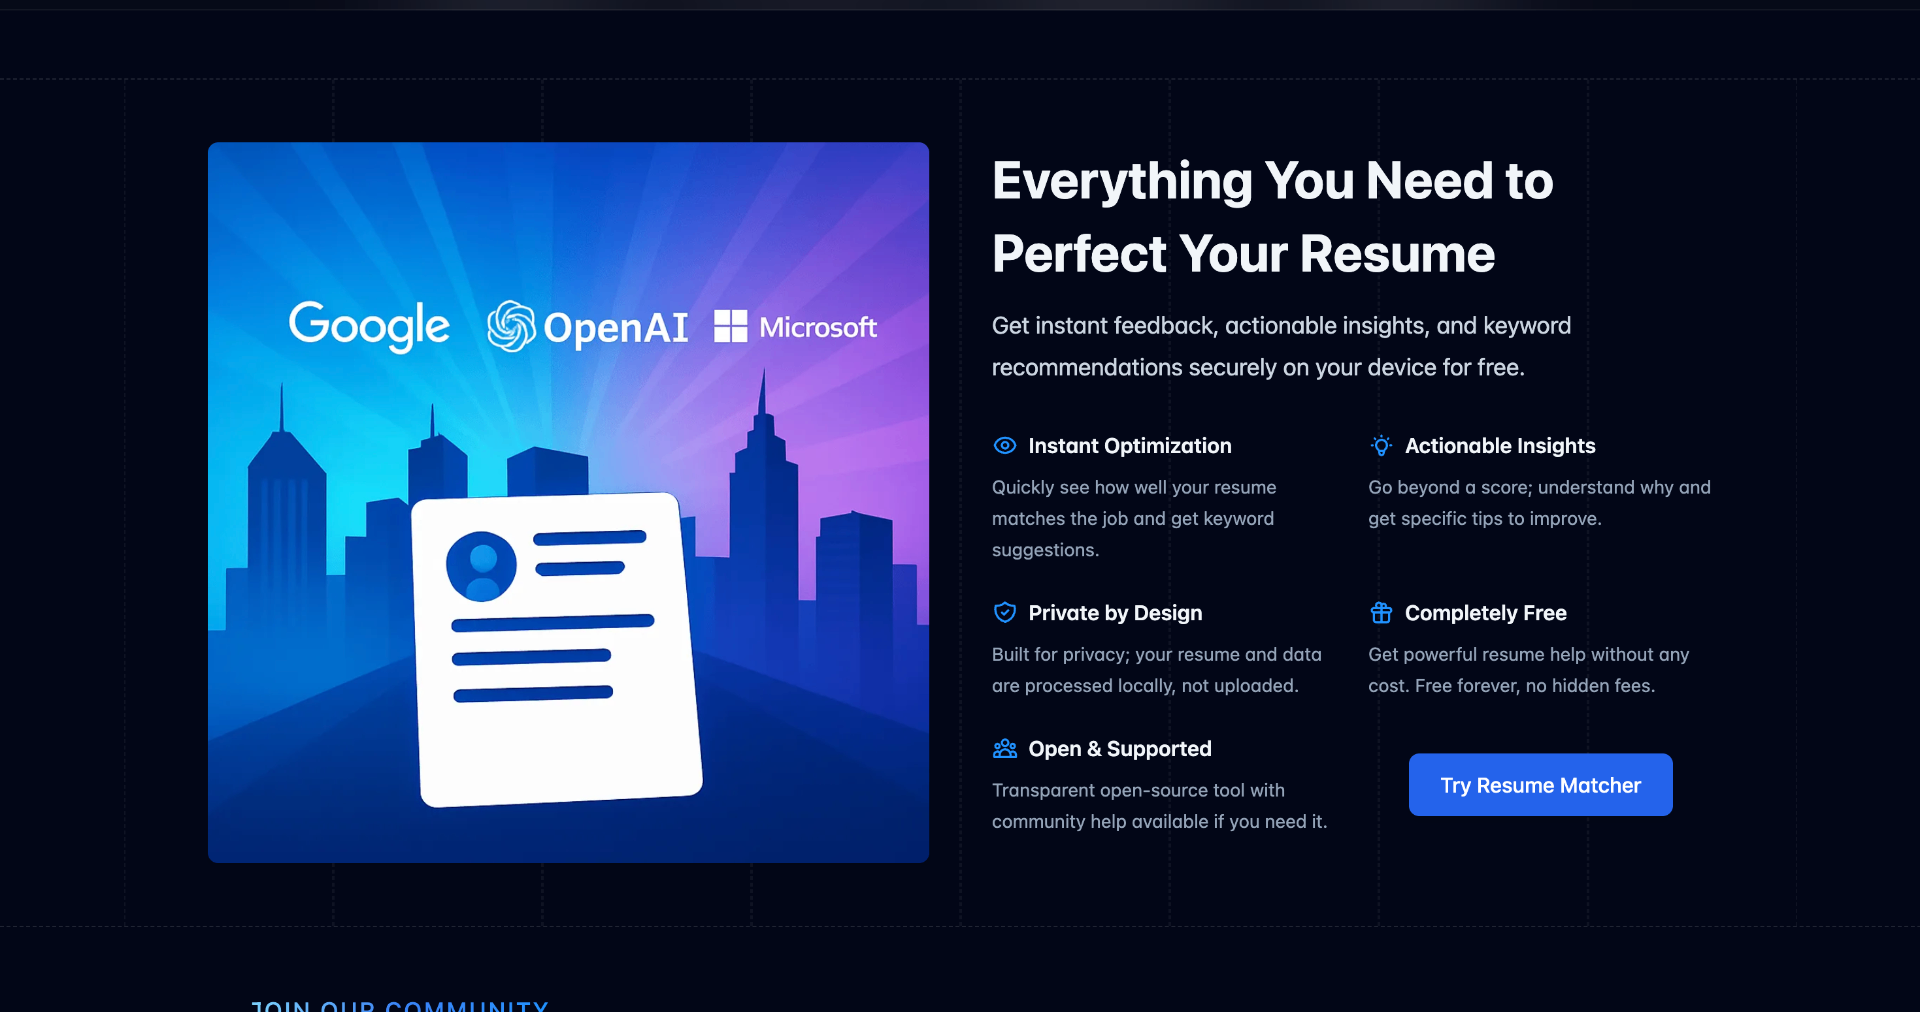 Google OpenAI Microsoft
Everything You Need to
Perfect Your Resume
Get instant feedback, actionable insights, and keyword
recommendations securely on your device for free.
Instant Optimization
Quickly see how well your resume
matches the job and get keyword
suggestions.
Actionable Insights
Go beyond a score; understand why and
get specific tips to improve.
Private by Design
Built for privacy; your resume and data
are processed locally, not uploaded.
Completely Free
Get powerful resume help without any
cost. Free forever, no hidden fees.
Open & Supported
Transparent open-source tool with
community help available if you need it.
Try Resume Matcher
JOIN OUR COMMUNITY